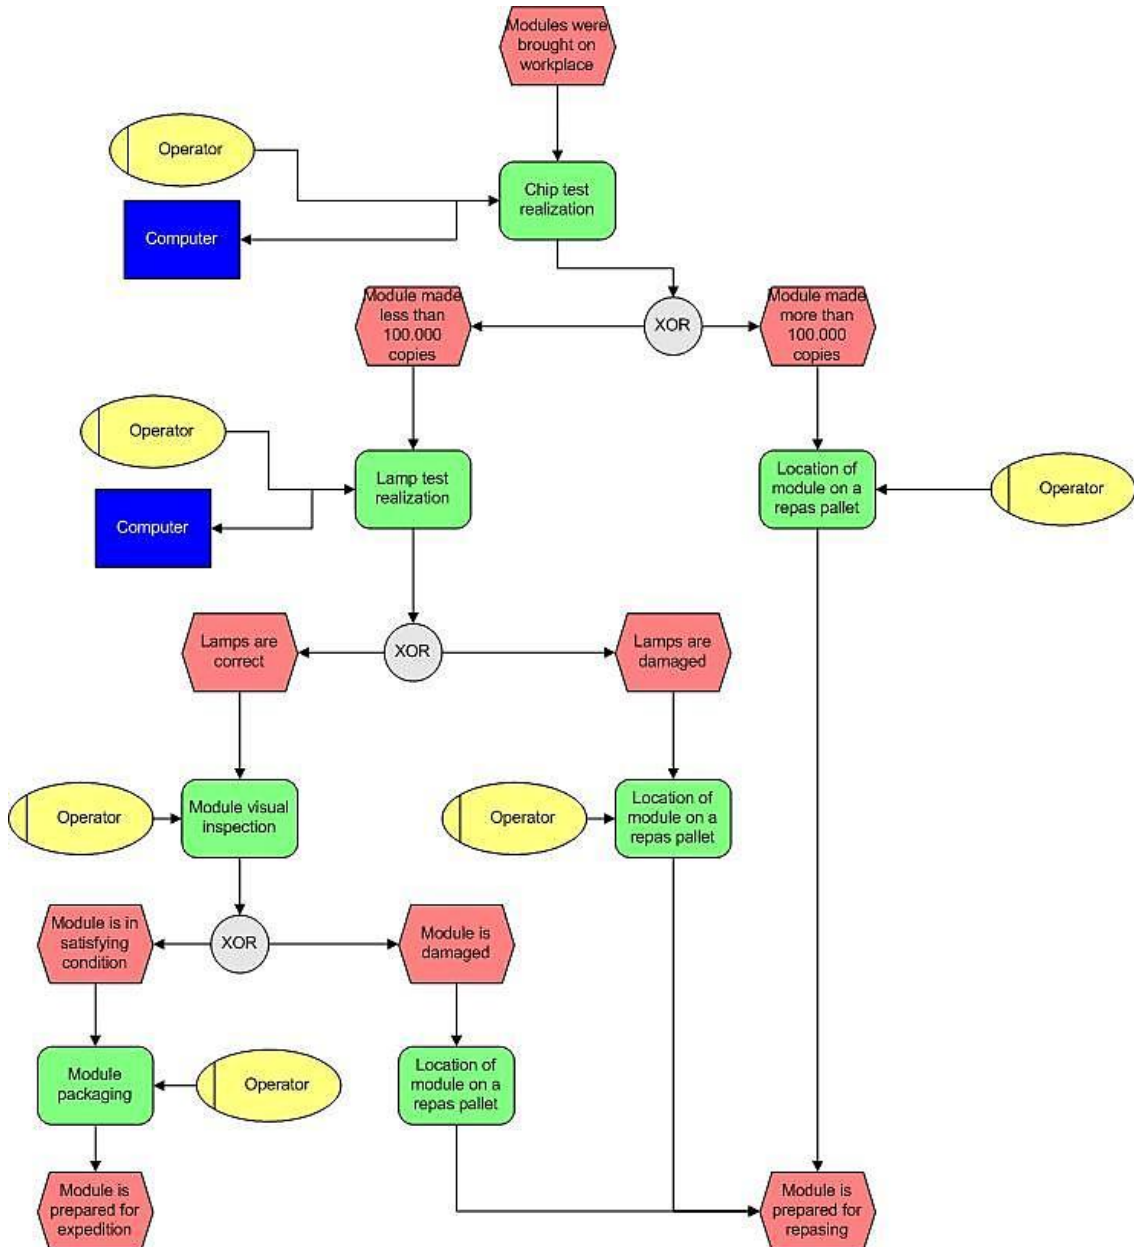 Modules were
brought on
workplace
Operator
Chip test
realization
Computer
Module made
less than
100.000
copies
XOR
Module made
more than
100.000
copies
Operator
Lamp test
realization
Location of
module on a
repas pallet
Operator
Computer
Lamps are
correct
XOR
Lamps are
damaged
Operator
Module visual
inspection
Operator
Location of
module on a
repas pallet
Module is in
satisfying
condition
XOR
Module is
damaged
Module
packaging
Operator
Location of
module on a
repas pallet
Module is
prepared for
expedition
Module is
prepared for
repasing